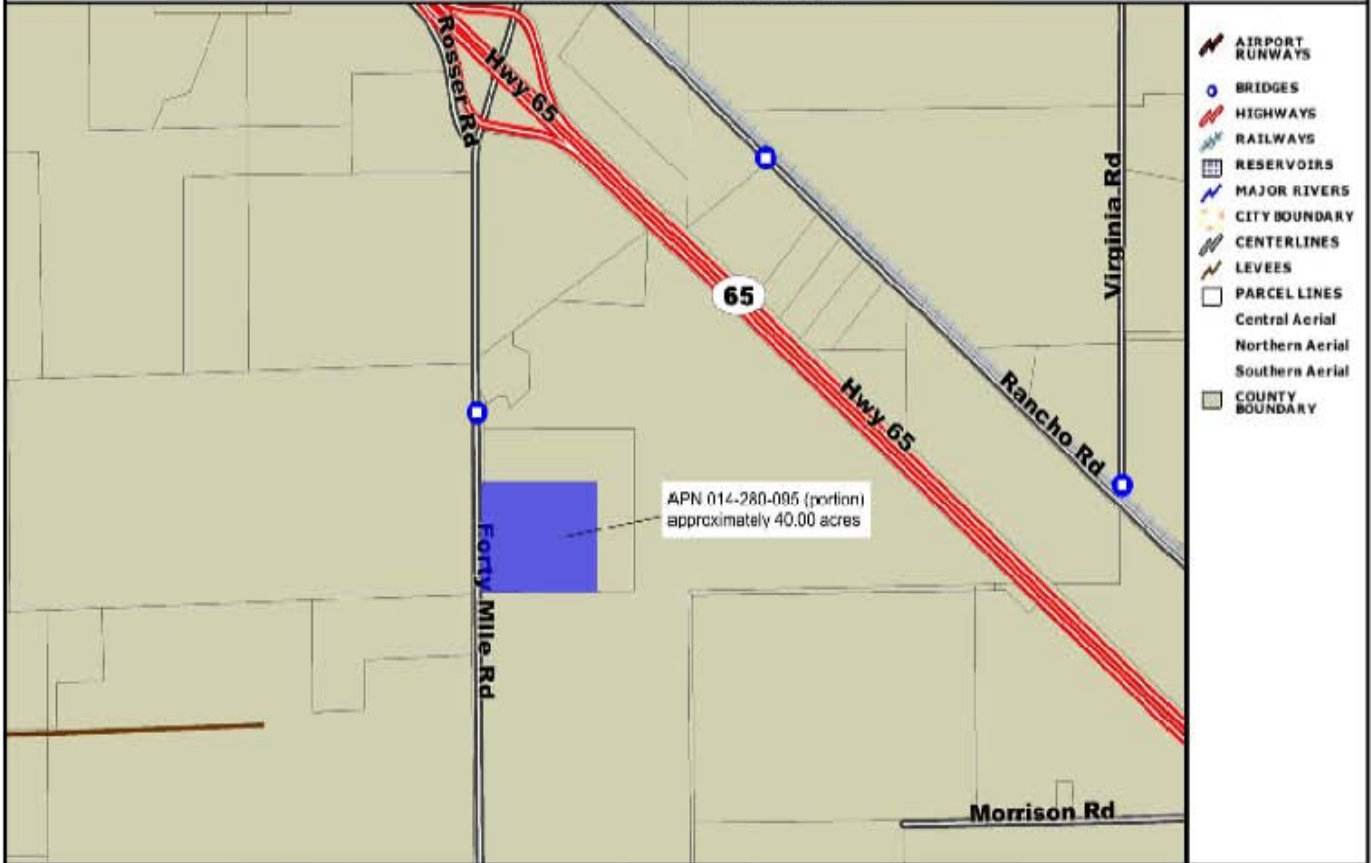 Rosser Rd
Hwy 65
Virginia Rd
65
Hwy 65
Rancho Rd
APN 014-280-095 (portion)
approximately 40.00 acres
Forty Mile Rd
Morrison Rd
AIRPORT
RUNWAYS
BRIDGES
HIGHWAYS
RAILWAYS
RESERVOIRS
MAJOR RIVERS
CITY BOUNDARY
CENTERLINES
LEVEES
PARCEL LINES
Central Aerial
Northern Aerial
Southern Aerial
COUNTY
BOUNDARY